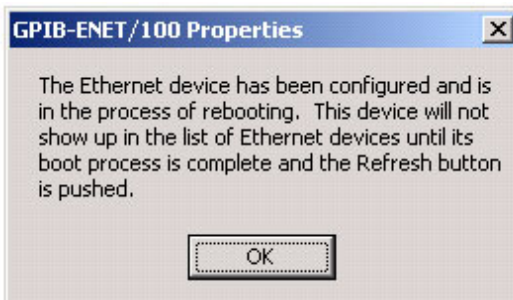 GPIB-ENET/100 Properties
The Ethernet device has been configured and is
in the process of rebooting. This device will not
show up in the list of Ethernet devices until its
boot process is complete and the Refresh button
is pushed.
OK